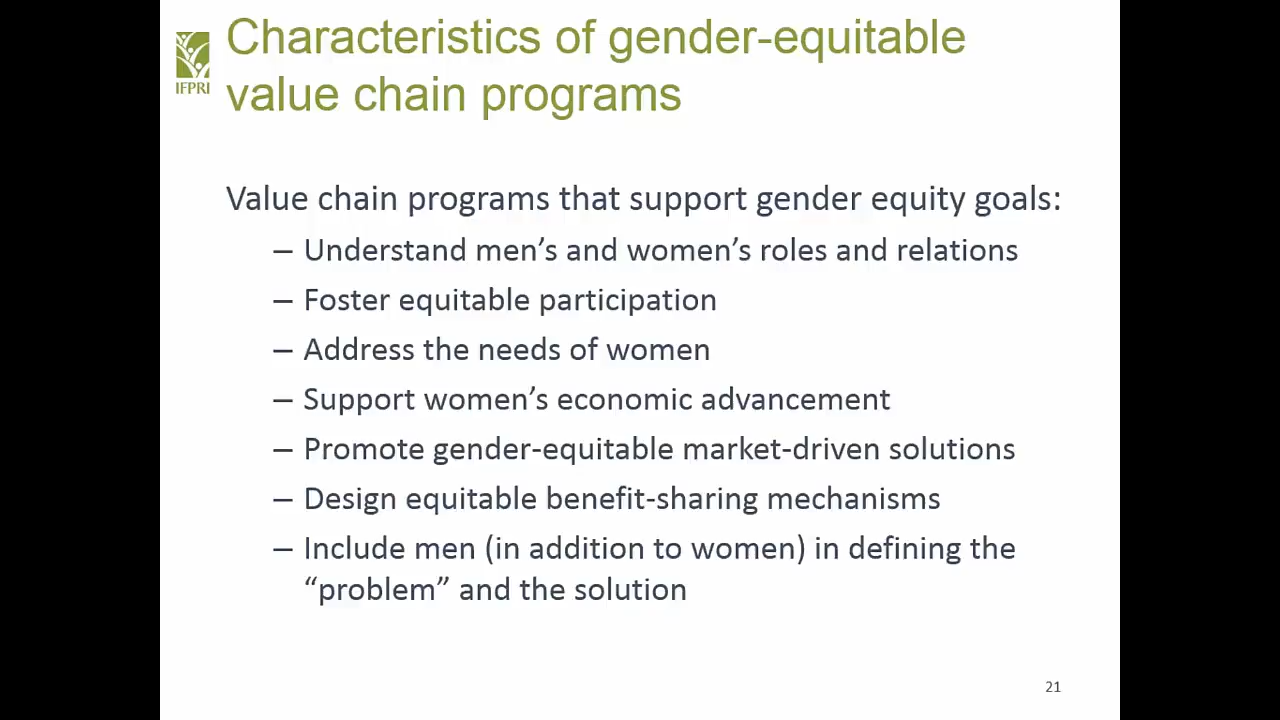 Characteristics of gender-equitable
value chain programs
IFPRI
Value chain programs that support gender equity goals:
– Understand men’s and women’s roles and relations
– Foster equitable participation
– Address the needs of women
– Support women’s economic advancement
– Promote gender-equitable market-driven solutions
– Design equitable benefit-sharing mechanisms
– Include men (in addition to women) in defining the
“problem” and the solution
21